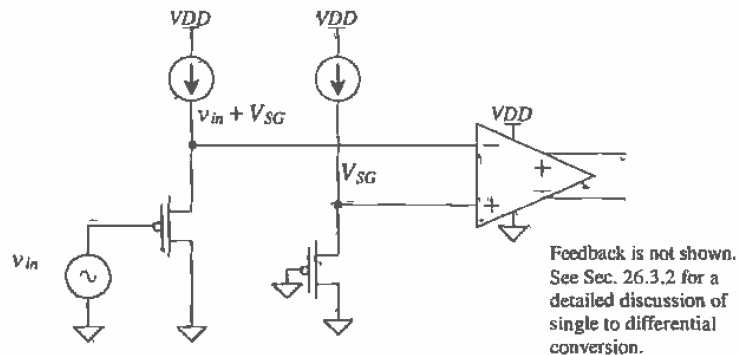 VDD VDD
v_in + V_SG
VDD
V_SG
v_in
Feedback is not shown.
See Sec. 26.3.2 for a
detailed discussion of
single to differential
conversion.